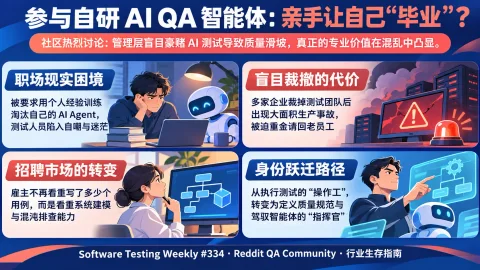 参与自研 AI QA 智能体：亲手让自己“毕业”？
社区热烈讨论：管理层盲目豪赌 AI 测试导致质量滑坡，真正的专业价值在混乱中凸显。
职场现实困境
被要求用个人经验训练
淘汰自己的 AI Agent，
测试人员陷入自嘲与迷茫
盲目裁撤的代价
多家企业裁掉测试团队后
出现大面积生产事故，
被迫重金请回老员工
招聘市场的转变
雇主不再看重写了多少个
用例，而是看重系统建模
与混沌排查能力
身份跃迁路径
从执行测试的“操作工”，
转变为定义质量规范与
驾驭智能体的“指挥官”
Software Testing Weekly #334 · Reddit QA Community · 行业生存指南